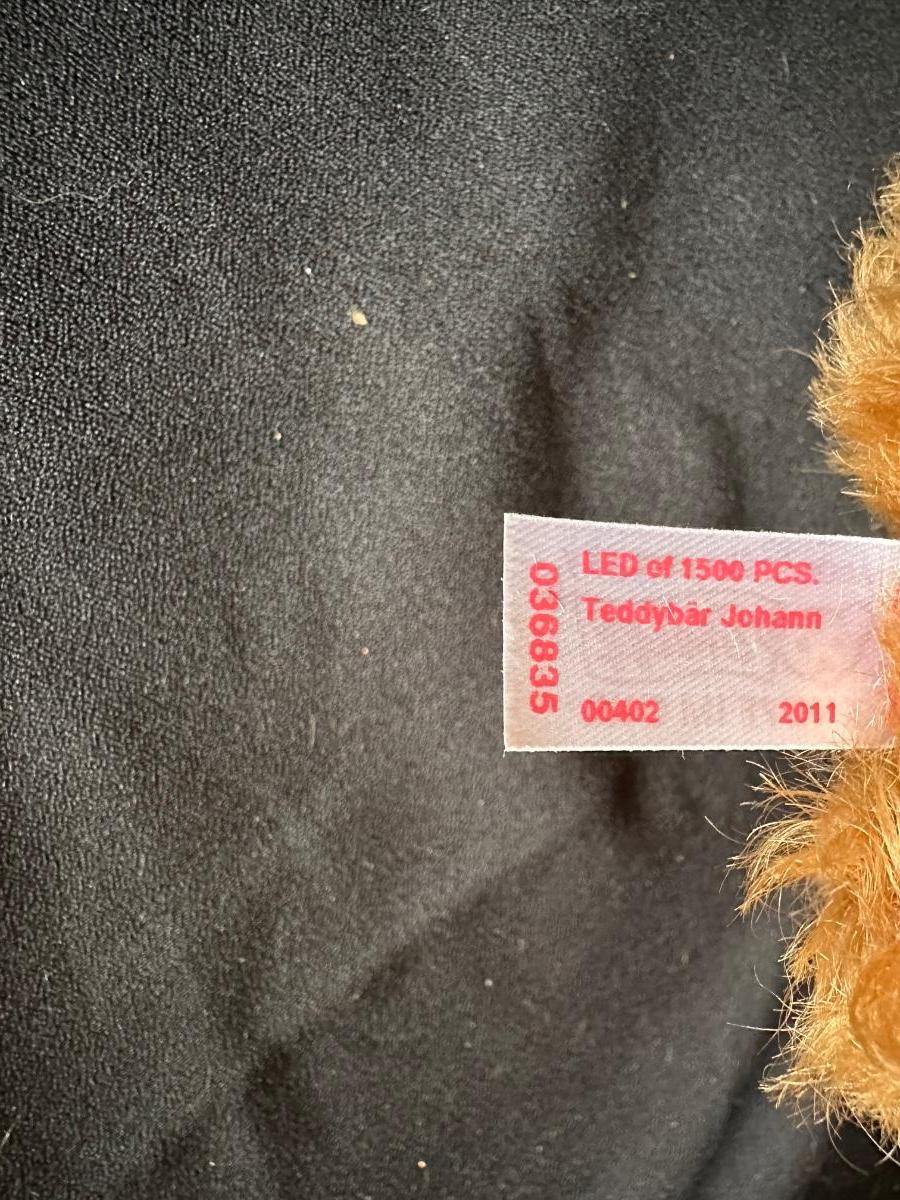 LED of 1500 PCS.
Teddybär Johann
00402 2011
036835